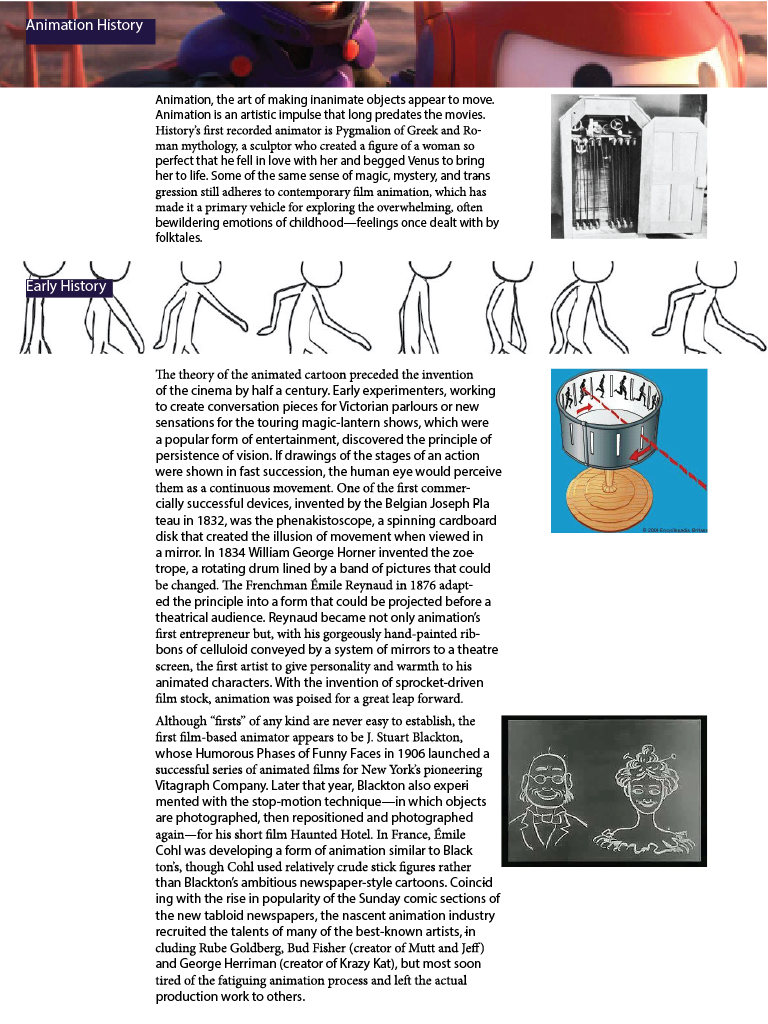 Animation History
Animation, the art of making inanimate objects appear to move.
Animation is an artistic impulse that long predates the movies.
History's first recorded animator is Pygmalion of Greek and Ro-
man mythology, a sculptor who created a figure of a woman so
perfect that he fell in love with her and begged Venus to bring
her to life. Some of the same sense of magic, mystery, and trans
gression still adheres to contemporary film animation, which has
made it a primary vehicle for exploring the overwhelming, often
bewildering emotions of childhood—feelings once dealt with by
folktales.
Early History
The theory of the animated cartoon preceded the invention
of the cinema by half a century. Early experimenters, working
to create conversation pieces for Victorian parlours or new
sensations for the touring magic-lantern shows, which were
a popular form of entertainment, discovered the principle of
persistence of vision. If drawings of the stages of an action
were shown in fast succession, the human eye would perceive
them as a continuous movement. One of the first commer-
cially successful devices, invented by the Belgian Joseph Pla
teau in 1832, was the phenakistoscope, a spinning cardboard
disk that created the illusion of movement when viewed in
a mirror. In 1834 William George Horner invented the zoe-
trope, a rotating drum lined by a band of pictures that could
be changed. The Frenchman Émile Reynaud in 1876 adapt-
ed the principle into a form that could be projected before a
theatrical audience. Reynaud became not only animation's
first entrepreneur but, with his gorgeously hand-painted rib-
bons of celluloid conveyed by a system of mirrors to a theatre
screen, the first artist to give personality and warmth to his
animated characters. With the invention of sprocket-driven
film stock, animation was poised for a great leap forward.
Although "firsts" of any kind are never easy to establish, the
first film-based animator appears to be J. Stuart Blackton,
whose Humorous Phases of Funny Faces in 1906 launched a
successful series of animated films for New York's pioneering
Vitagraph Company. Later that year, Blackton also experi
mented with the stop-motion technique—in which objects
are photographed, then repositioned and photographed
again—for his short film Haunted Hotel. In France, Émile
Cohl was developing a form of animation similar to Black
ton's, though Cohl used relatively crude stick figures rather
than Blackton's ambitious newspaper-style cartoons. Coincid
ing with the rise in popularity of the Sunday comic sections of
the new tabloid newspapers, the nascent animation industry
recruited the talents of many of the best-known artists, in
cluding Rube Goldberg, Bud Fisher (creator of Mutt and Jeff)
and George Herriman (creator of Krazy Kat), but most soon
tired of the fatiguing animation process and left the actual
production work to others.